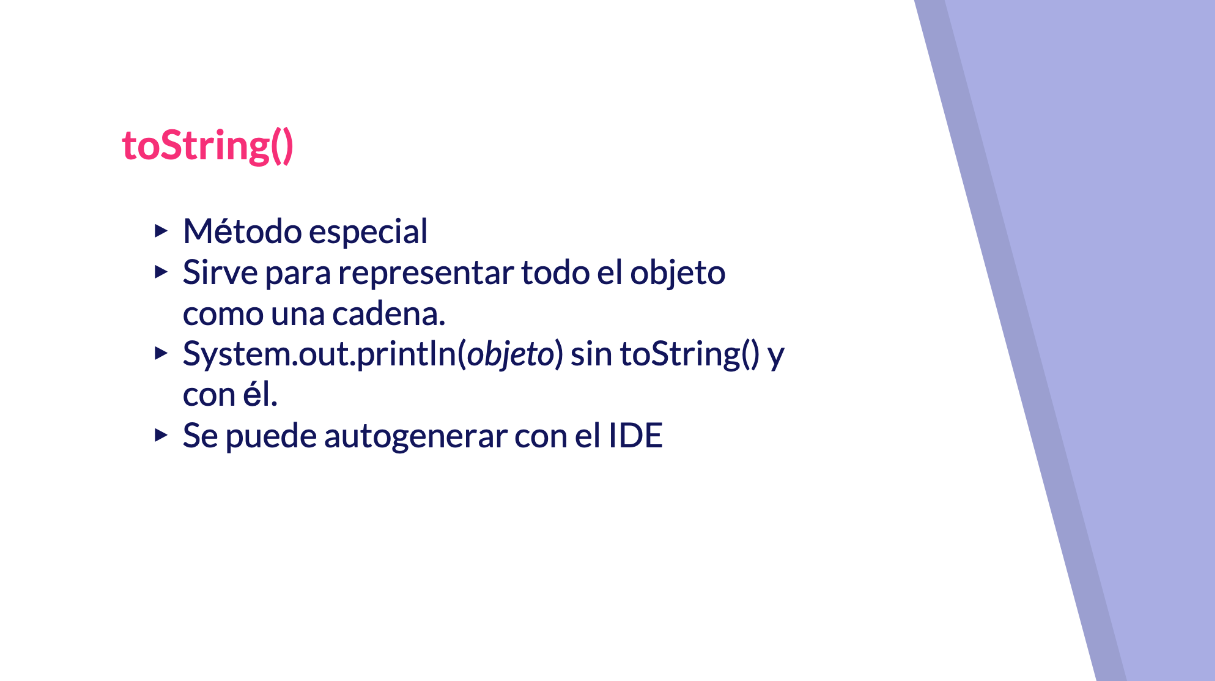 toString()
▸ Método especial
▸ Sirve para representar todo el objeto
como una cadena.
▸ System.out.println(objeto) sin toString() y
con él.
▸ Se puede autogenerar con el IDE